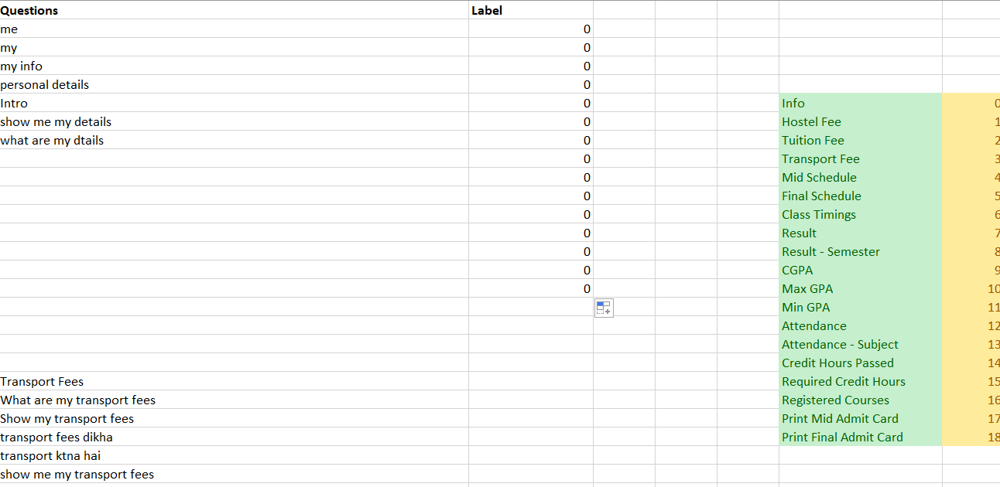 Questions Label
me 0
my 0
my info 0
personal details 0
Intro 0 Info 0
show me my details 0 Hostel Fee 1
what are my dtails 0 Tuition Fee 2
0 Transport Fee 3
0 Mid Schedule 4
0 Final Schedule 5
0 Class Timings 6
0 Result 7
0 Result - Semester 8
0 CGPA 9
0 Max GPA 10
Min GPA 11
Attendance 12
Attendance - Subject 13
Credit Hours Passed 14
Transport Fees Required Credit Hours 15
What are my transport fees Registered Courses 16
Show my transport fees Print Mid Admit Card 17
transport fees dikha Print Final Admit Card 18
transport ktna hai
show me my transport fees